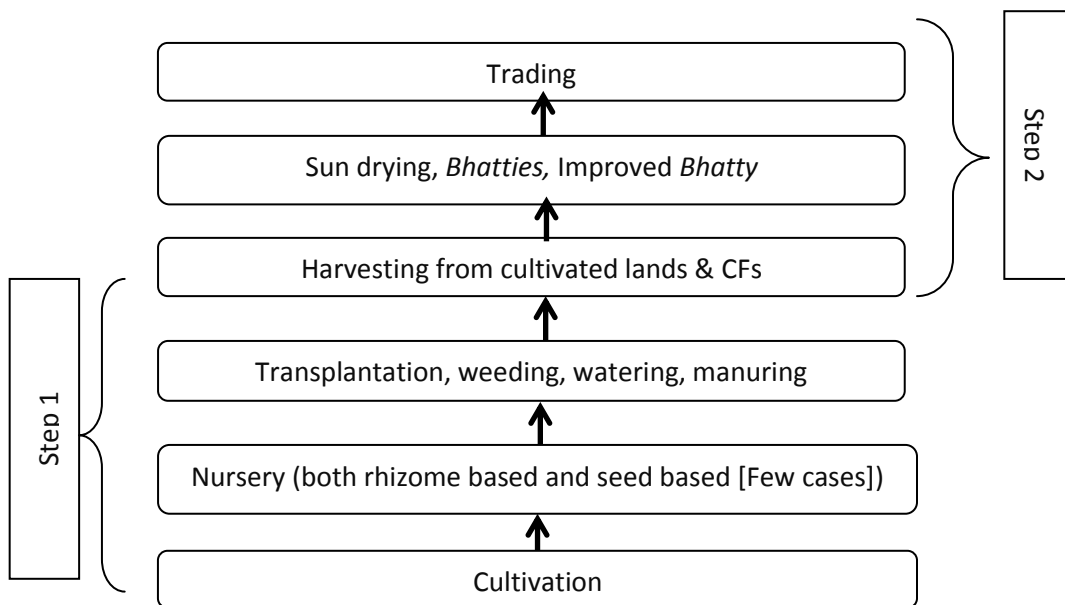 Trading
Sun drying, Bhatties, Improved Bhatty
Step 2
Harvesting from cultivated lands & CFs
Transplantation, weeding, watering, manuring
Step 1
Nursery (both rhizome based and seed based [Few cases])
Cultivation